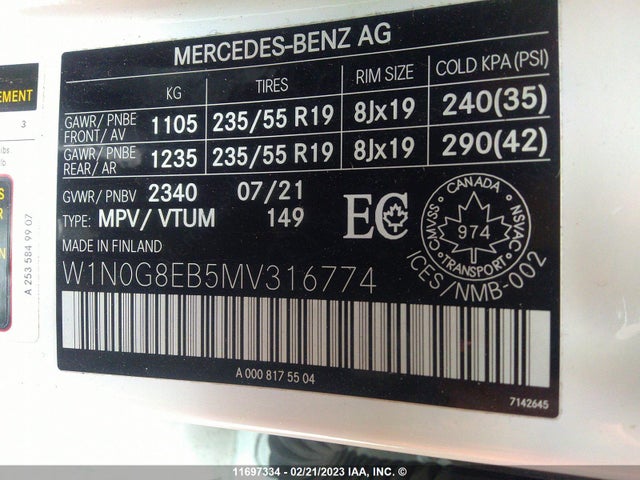 MERCEDES-BENZ AG
KG TIRES RIM SIZE COLD KPA (PSI)
GAWR/ PNBE FRONT/ AV 1105 235/55 R19 8Jx19 240(35)
GAWR/ PNBE REAR/ AR 1235 235/55 R19 8Jx19 290(42)
GVWR/ PNBV 2340 07/21
TYPE: MPV/ VTUM 149
EC
CANADA
CMVSS NSVAC
974
TRANSPORT
ICES/NMB-002
MADE IN FINLAND
W1N0G8EB5MV316774
A 000 817 55 04
7142645
EMENT
3
A 253 584 99 07
11697334 - 02/21/2023 IAA, INC. ©